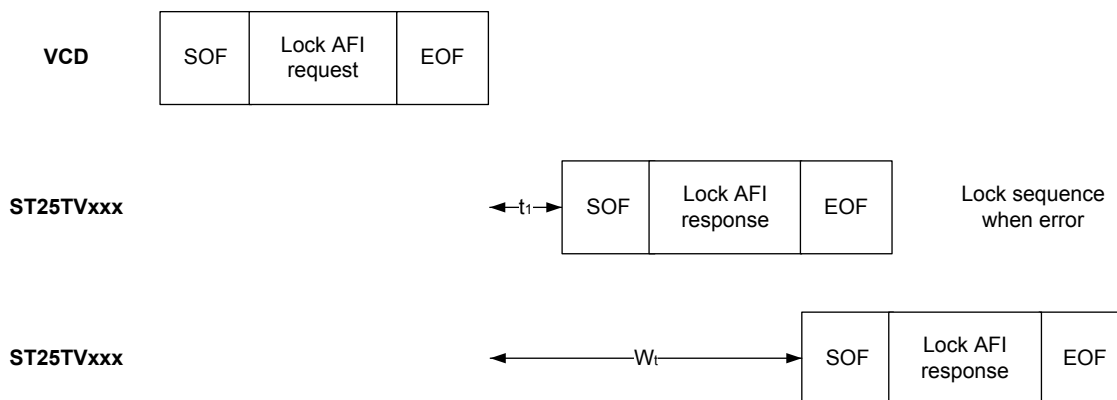 VCD
SOF
Lock AFI
request
EOF
ST25TVxxx
t1
SOF
Lock AFI
response
EOF
Lock sequence
when error
ST25TVxxx
Wt
SOF
Lock AFI
response
EOF